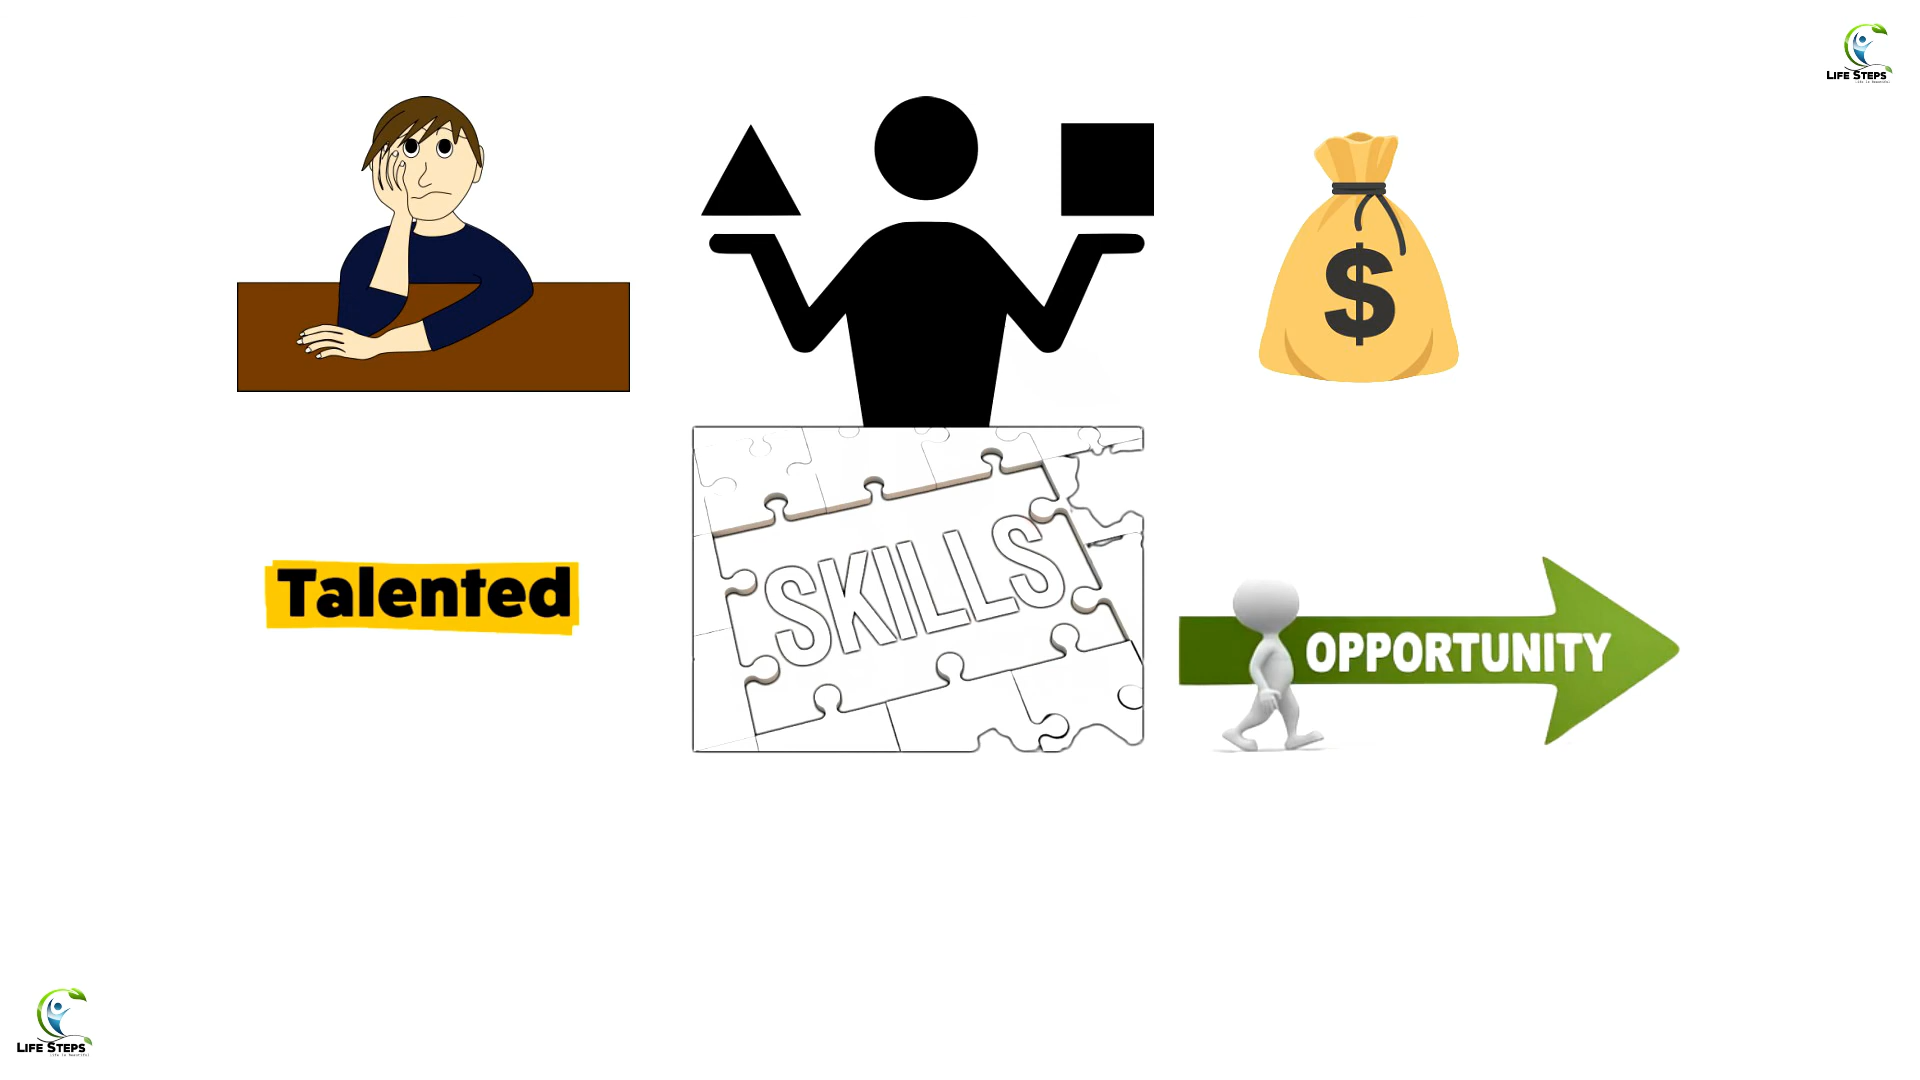 LIFE STEPS
$
Talented
SKILLS
OPPORTUNITY
LIFE STEPS